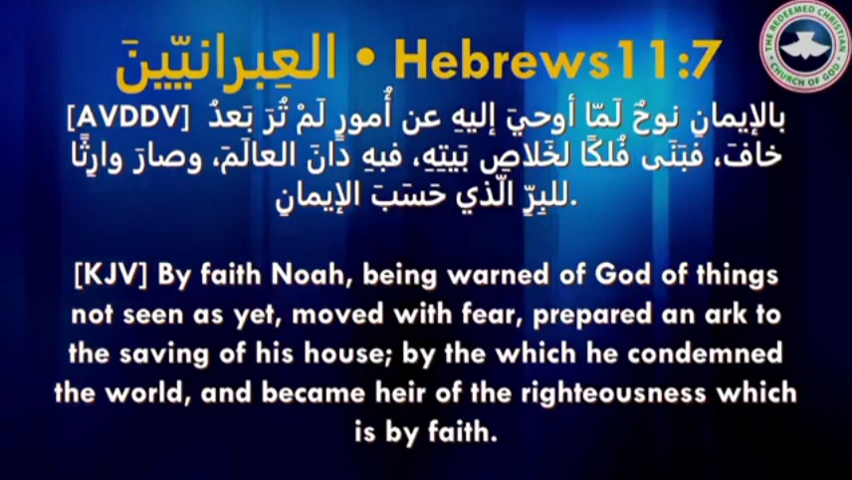 العِبرانيّينَ • Hebrews11:7
[AVDDV] بالإيمانِ نوحٌ لَمّا أوحيَ إليهِ عن أُمورٍ لَمْ تُرَ بَعدُ
خافَ، فبَنَى فُلكًا لخَلاصِ بَيتِهِ، فبهِ دانَ العالَمَ، وصارَ وارِثًا
للبِرِّ الّذي حَسَبَ الإيمانِ.
[KJV] By faith Noah, being warned of God of things
not seen as yet, moved with fear, prepared an ark to
the saving of his house; by the which he condemned
the world, and became heir of the righteousness which
is by faith.
THE REDEEMED CHRISTIAN
CHURCH OF GOD